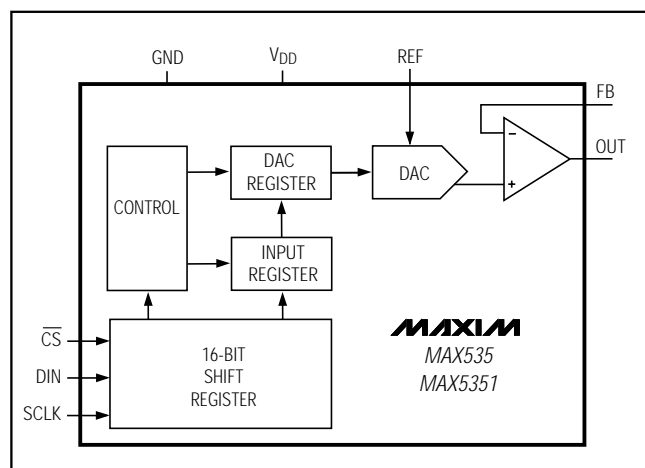 GND
VDD
REF
FB
OUT
DAC
REGISTER
DAC
CONTROL
INPUT
REGISTER
CS
DIN
SCLK
16-BIT
SHIFT
REGISTER
MAXIM
MAX535
MAX5351
−
+